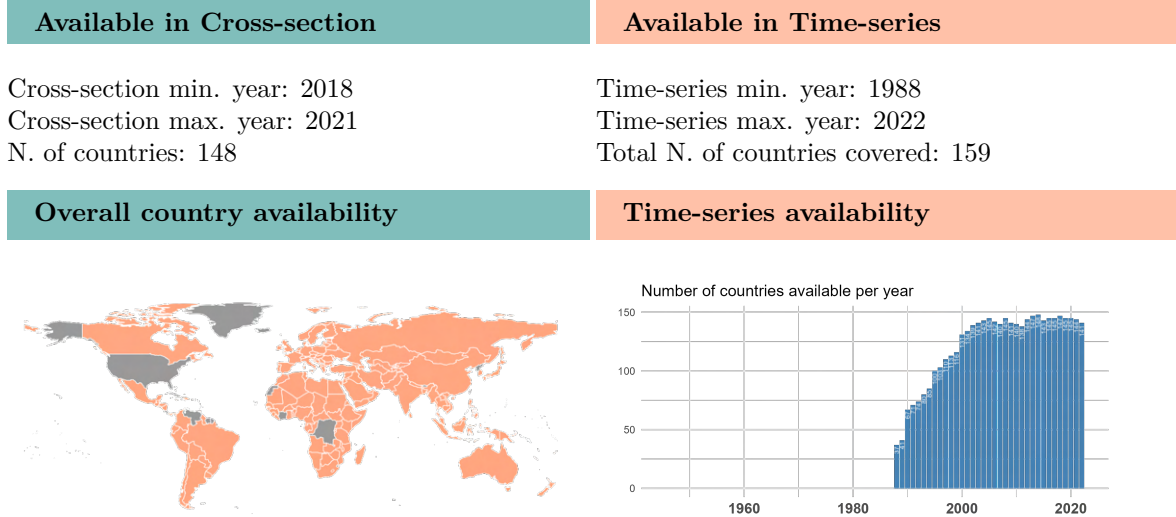 Available in Cross-section
Available in Time-series
Cross-section min. year: 2018
Cross-section max. year: 2021
N. of countries: 148
Time-series min. year: 1988
Time-series max. year: 2022
Total N. of countries covered: 159
Overall country availability
Time-series availability
Number of countries available per year
150
100
50
0
1960
1980
2000
2020